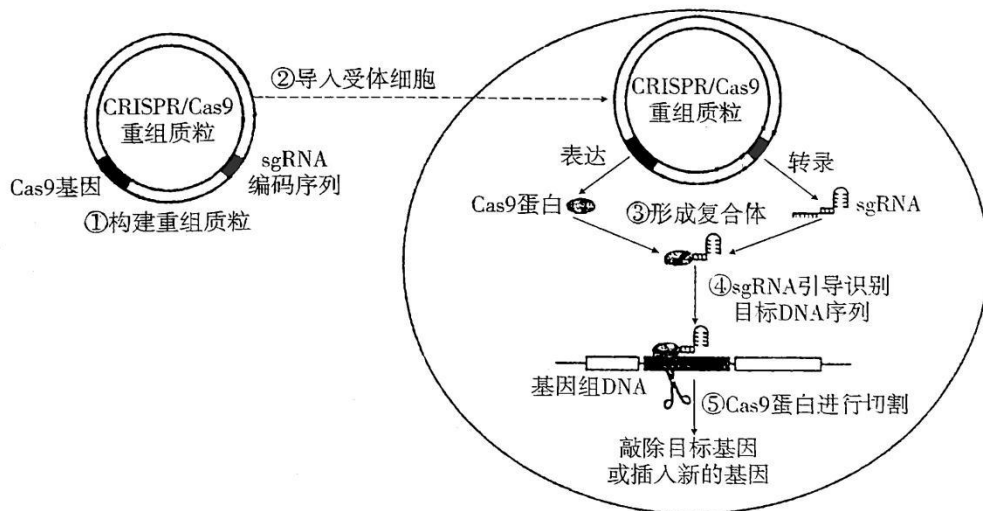 CRISPR/Cas9
重组质粒
Cas9基因
sgRNA
编码序列
①构建重组质粒
②导入受体细胞
CRISPR/Cas9
重组质粒
表达
转录
Cas9蛋白
③形成复合体
sgRNA
④sgRNA引导识别
目标DNA序列
基因组DNA
⑤Cas9蛋白进行切割
敲除目标基因
或插入新的基因